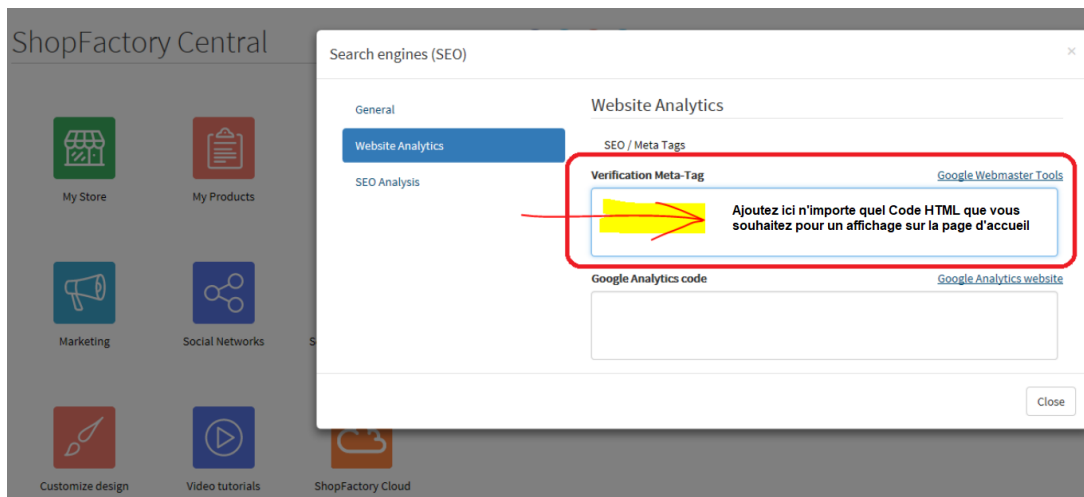 ShopFactory Central
Search engines (SEO)
×
General
Website Analytics
SEO Analysis
Website Analytics
SEO / Meta Tags
Verification Meta-Tag
Google Webmaster Tools
Ajoutez ici n'importe quel Code HTML que vous
souhaitez pour un affichage sur la page d'accueil
Google Analytics code
Google Analytics website
Close
My Store
My Products
Marketing
Social Networks
S
Customize design
Video tutorials
ShopFactory Cloud